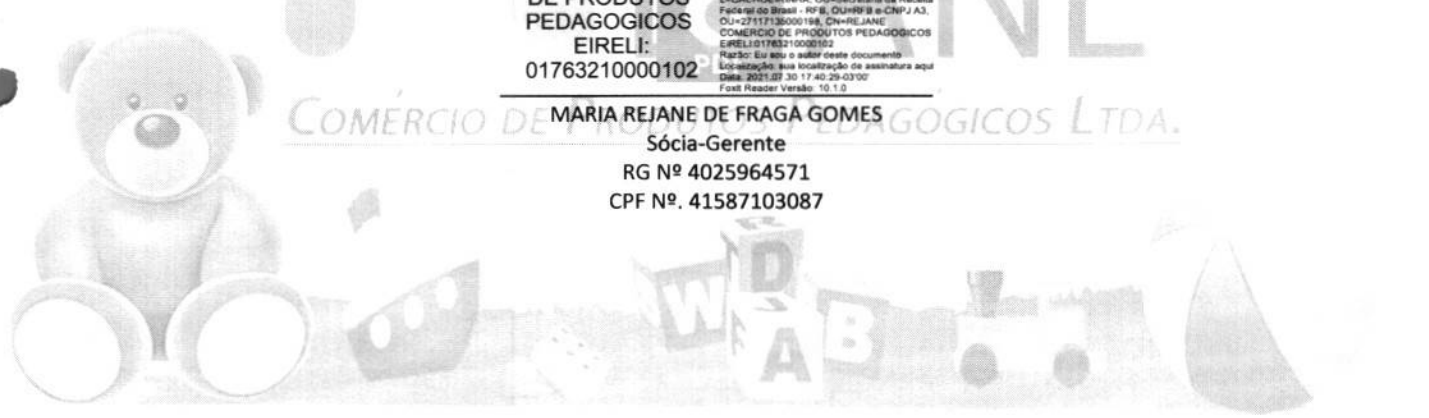 DE PRODUTOS
PEDAGOGICOS
EIRELI:
01763210000102
Federal do Brasil - RFB, OU=RFB e-CNPJ A3,
OU=27117135000198, CN=REJANE
COMERCIO DE PRODUTOS PEDAGOGICOS
EIRELI:01763210000102
Razão: Eu sou o autor deste documento
Localização: sua localização de assinatura aqui
Data: 2021.07.30 17:40:29-03'00'
Foxit Reader Versão: 10.1.0
COMÉRCIO DE PRODUTOS PEDAGÓGICOS LTDA.
MARIA REJANE DE FRAGA GOMES
Sócia-Gerente
RG Nº 4025964571
CPF Nº. 41587103087
W
D
A
B